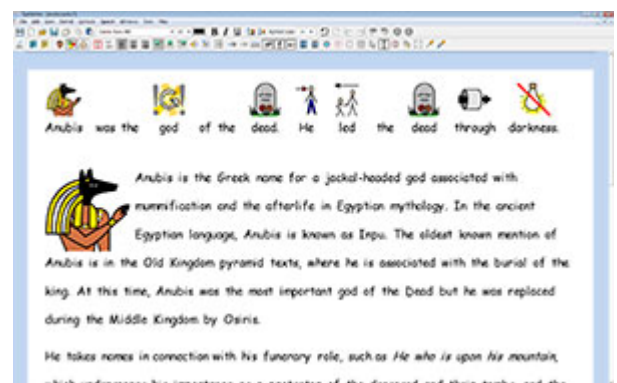 Anubis was the god of the dead. He led the dead through darkness.
Anubis is the Greek name for a jackal-headed god associated with
mummification and the afterlife in Egyptian mythology. In the ancient
Egyptian language, Anubis is known as Inpu. The oldest known mention of
Anubis is in the Old Kingdom pyramid texts, where he is associated with the burial of the
king. At this time, Anubis was the most important god of the Dead but he was replaced
during the Middle Kingdom by Osiris.
He takes names in connection with his funerary role, such as He who is upon his mountain,